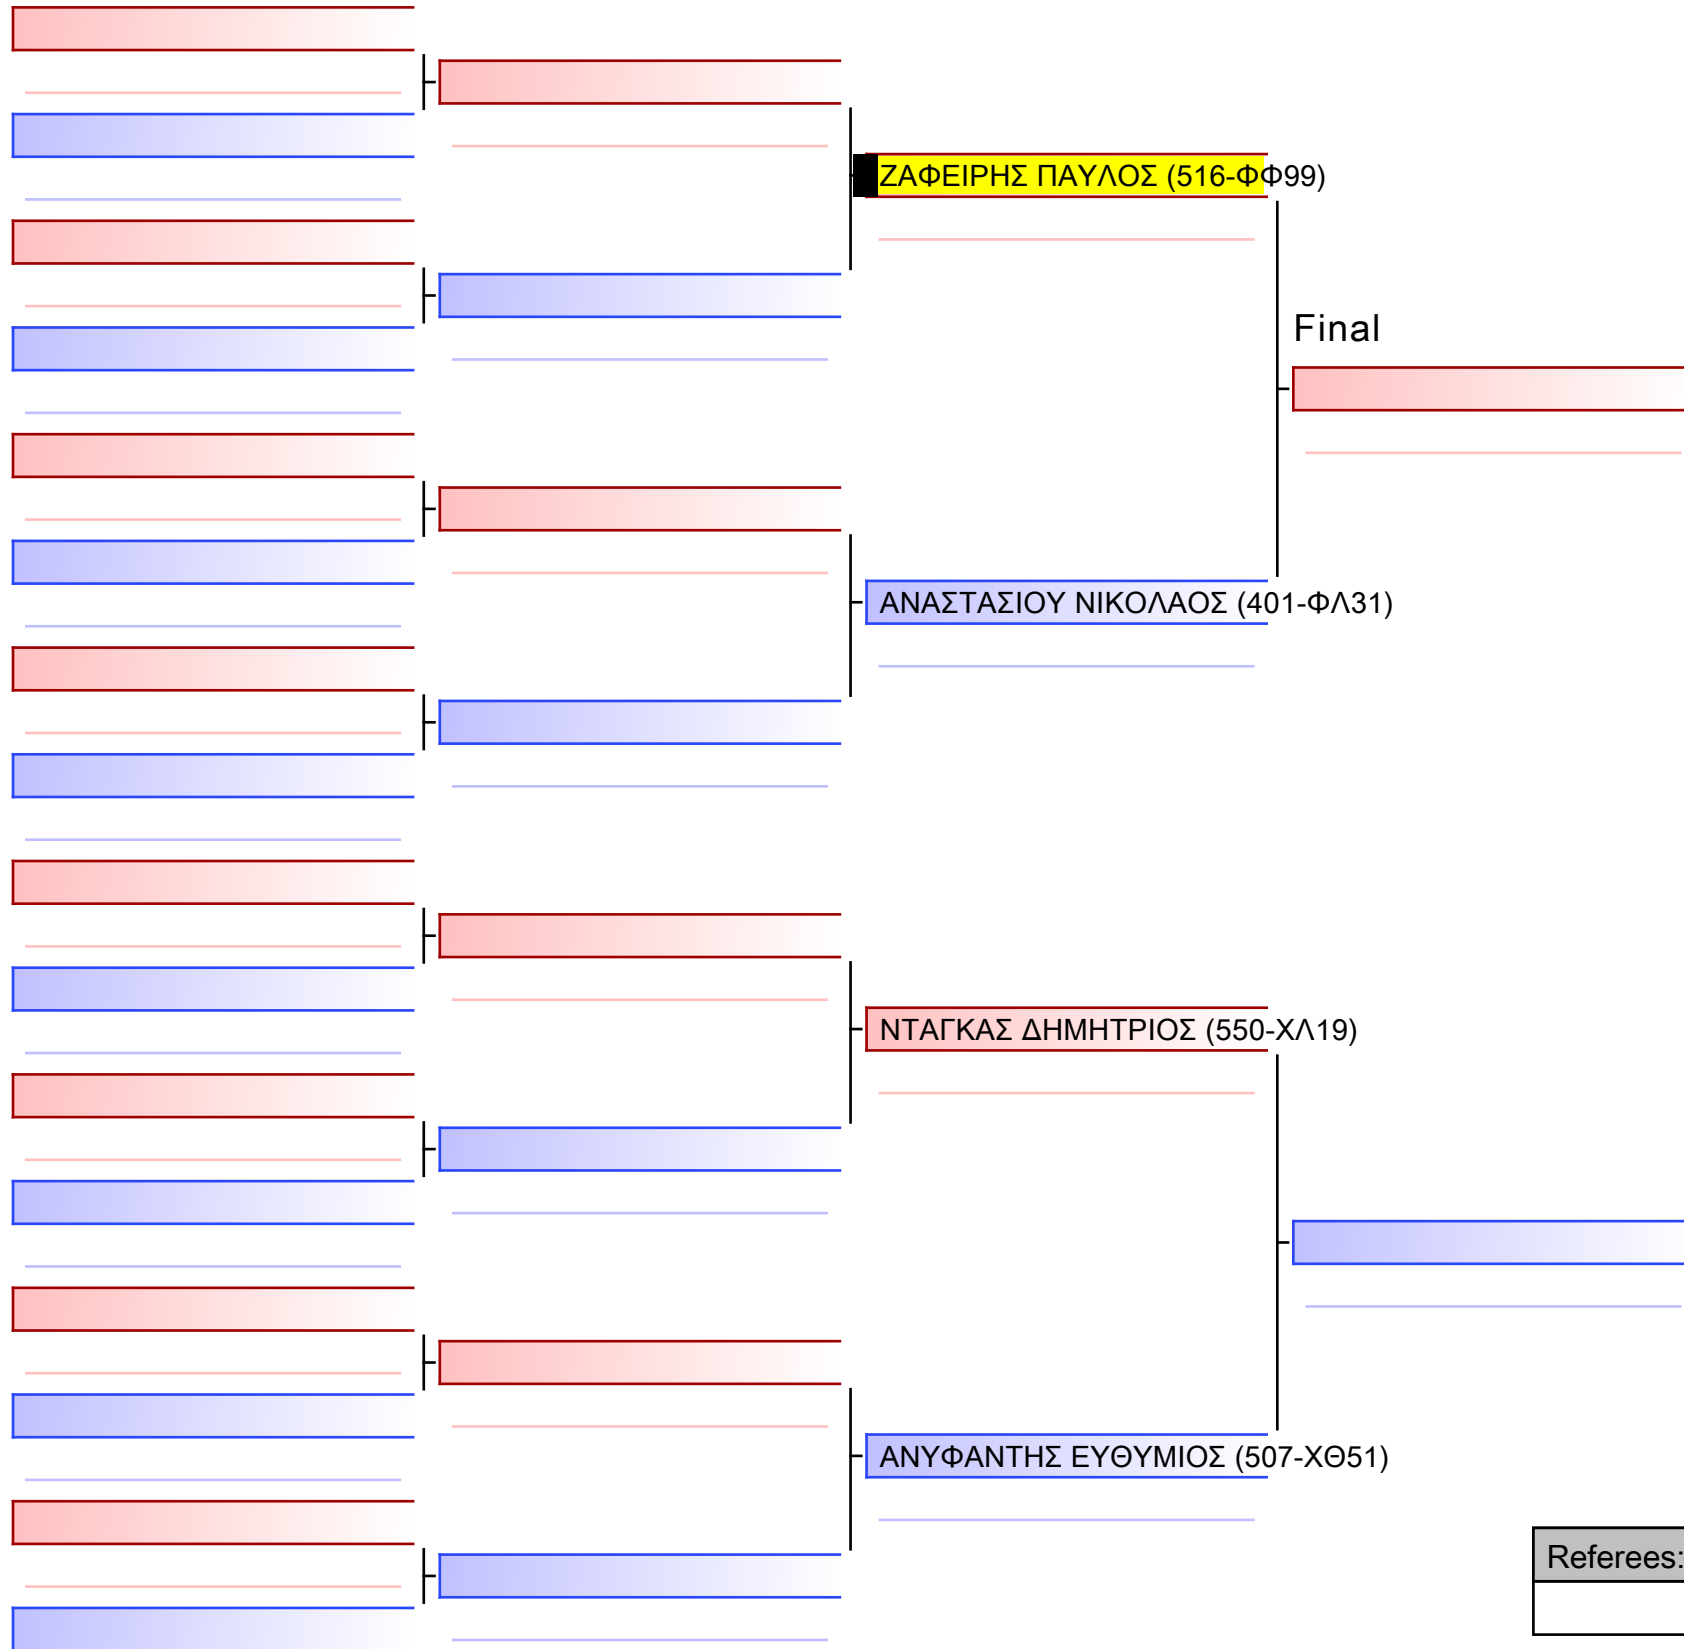 ΖΑΦΕΙΡΗΣ ΠΑΥΛΟΣ (516-ΦΦ99)
Final
ΑΝΑΣΤΑΣΙΟΥ ΝΙΚΟΛΑΟΣ (401-ΦΛ31)
ΝΤΑΓΚΑΣ ΔΗΜΗΤΡΙΟΣ (550-ΧΛ19)
ΑΝΥΦΑΝΤΗΣ ΕΥΘΥΜΙΟΣ (507-ΧΘ51)
Referees: